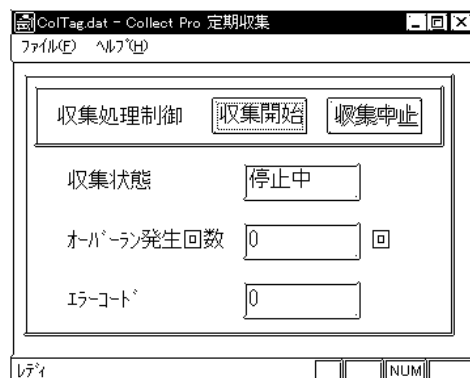 ColTag.dat - Collect Pro 定期収集
ﾌｧｲﾙ(F) ﾍﾙﾌﾟ(H)
収集処理制御 収集開始 収集中止
収集状態 停止中
ｵｰﾊﾞｰﾗﾝ発生回数 0 回
ｴﾗｰｺｰﾄﾞ 0
ﾚﾃﾞｨ NUM